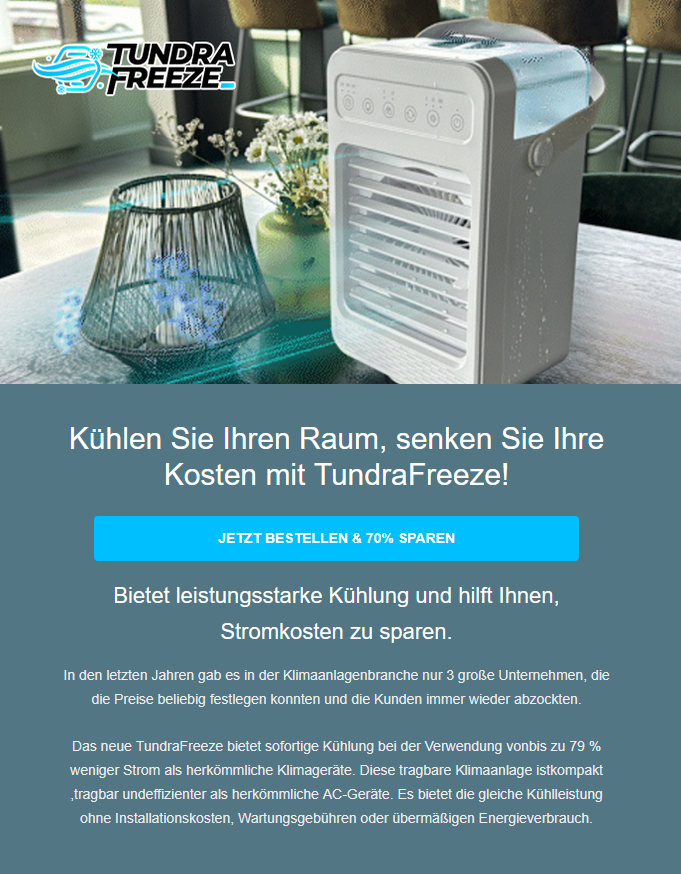 TUNDRA
FREEZE
Kühlen Sie Ihren Raum, senken Sie Ihre
Kosten mit TundraFreeze!
JETZT BESTELLEN & 70% SPAREN
Bietet leistungsstarke Kühlung und hilft Ihnen,
Stromkosten zu sparen.
In den letzten Jahren gab es in der Klimaanlagenbranche nur 3 große Unternehmen, die
die Preise beliebig festlegen konnten und die Kunden immer wieder abzockten.
Das neue TundraFreeze bietet sofortige Kühlung bei der Verwendung vonbis zu 79 %
weniger Strom als herkömmliche Klimageräte. Diese tragbare Klimaanlage istkompakt
,tragbar undeffizienter als herkömmliche AC-Geräte. Es bietet die gleiche Kühlleistung
ohne Installationskosten, Wartungsgebühren oder übermäßigen Energieverbrauch.